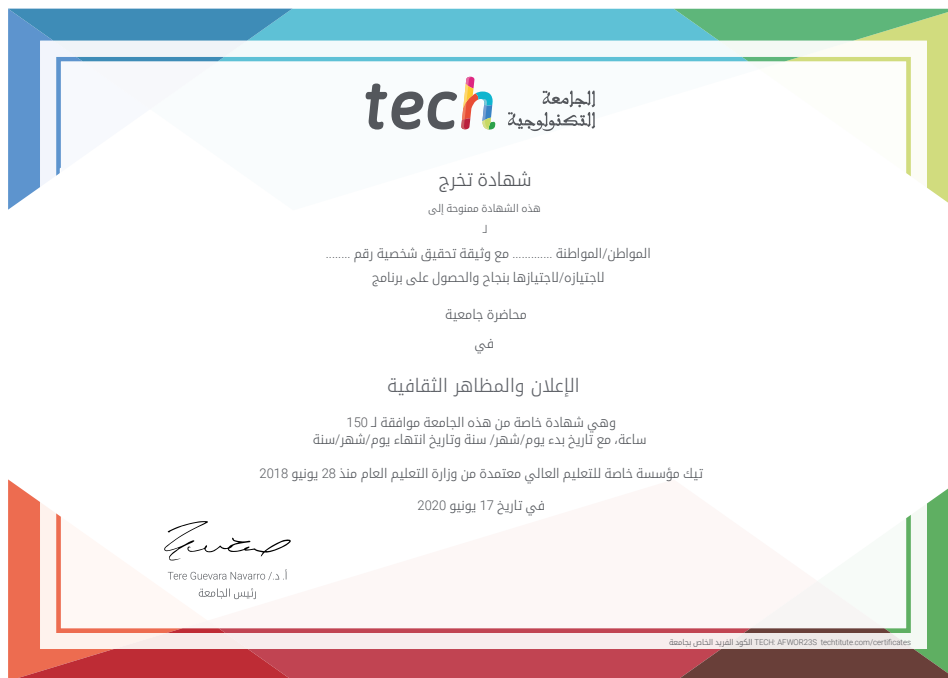 tech الجامعة
التكنولوجية
شهادة تخرج
هذه الشهادة ممنوحة إلى
لـ
المواطن/المواطنة ............. مع وثيقة تحقيق شخصية رقم ........
لاجتيازه/لاجتيازها بنجاح والحصول على برنامج
محاضرة جامعية
في
الإعلان والمظاهر الثقافية
وهي شهادة خاصة من هذه الجامعة موافقة لـ 150
ساعة، مع تاريخ بدء يوم/شهر/ سنة وتاريخ انتهاء يوم/شهر/سنة
تيك مؤسسة خاصة للتعليم العالي معتمدة من وزارة التعليم العام منذ 28 يونيو 2018
في تاريخ 17 يونيو 2020
أ. د./ Tere Guevara Navarro
رئيس الجامعة
الكود الفريد الخاص بجامعة TECH: AFWOR23S techtitute.com/certificates